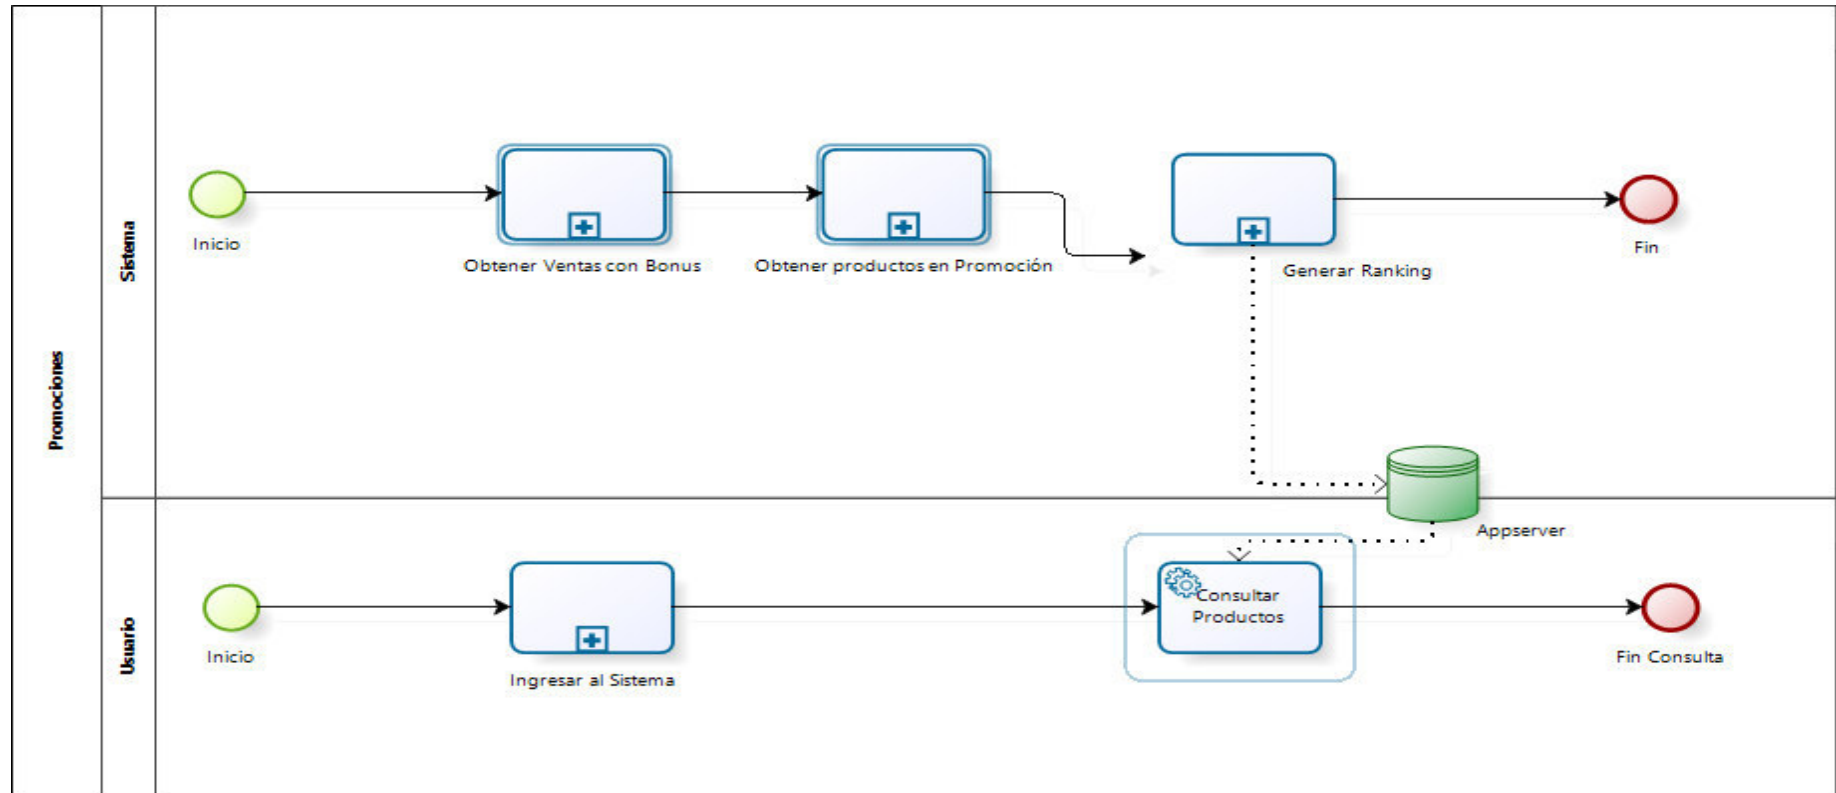 Promociones
Sistema
Inicio
Obtener Ventas con Bonus
Obtener productos en Promoción
Generar Ranking
Fin
Appserver
Usuario
Inicio
Ingresar al Sistema
Consultar
Productos
Fin Consulta